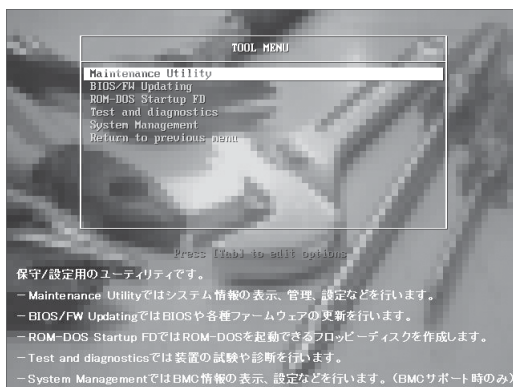 TOOL MENU
Maintenance Utility
BIOS/FW Updating
ROM-DOS Startup FD
Test and diagnostics
System Management
Return to previous menu
Press [Tab] to edit options
保守/設定用のユーティリティです。
－Maintenance Utilityではシステム情報の表示、管理、設定などを行います。
－BIOS/FW UpdatingではBIOSや各種ファームウェアの更新を行います。
－ROM-DOS Startup FDではROM-DOSを起動できるフロッピーディスクを作成します。
－Test and diagnosticsでは装置の試験や診断を行います。
－System ManagementではBMC情報の表示、設定などを行います。（BMCサポート時のみ）